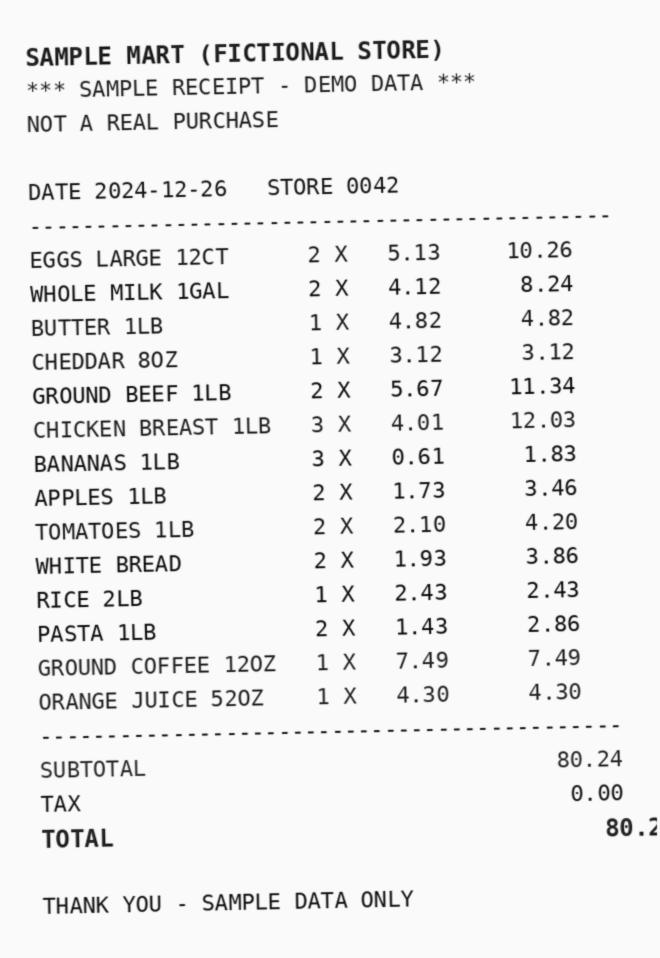 SAMPLE MART (FICTIONAL STORE)
*** SAMPLE RECEIPT - DEMO DATA ***
NOT A REAL PURCHASE
DATE 2024-12-26 STORE 0042
--------------------------------------------
EGGS LARGE 12CT 2 X 5.13 10.26
WHOLE MILK 1GAL 2 X 4.12 8.24
BUTTER 1LB 1 X 4.82 4.82
CHEDDAR 8OZ 1 X 3.12 3.12
GROUND BEEF 1LB 2 X 5.67 11.34
CHICKEN BREAST 1LB 3 X 4.01 12.03
BANANAS 1LB 3 X 0.61 1.83
APPLES 1LB 2 X 1.73 3.46
TOMATOES 1LB 2 X 2.10 4.20
WHITE BREAD 2 X 1.93 3.86
RICE 2LB 1 X 2.43 2.43
PASTA 1LB 2 X 1.43 2.86
GROUND COFFEE 12OZ 1 X 7.49 7.49
ORANGE JUICE 52OZ 1 X 4.30 4.30
--------------------------------------------
SUBTOTAL 80.24
TAX 0.00
TOTAL
THANK YOU - SAMPLE DATA ONLY